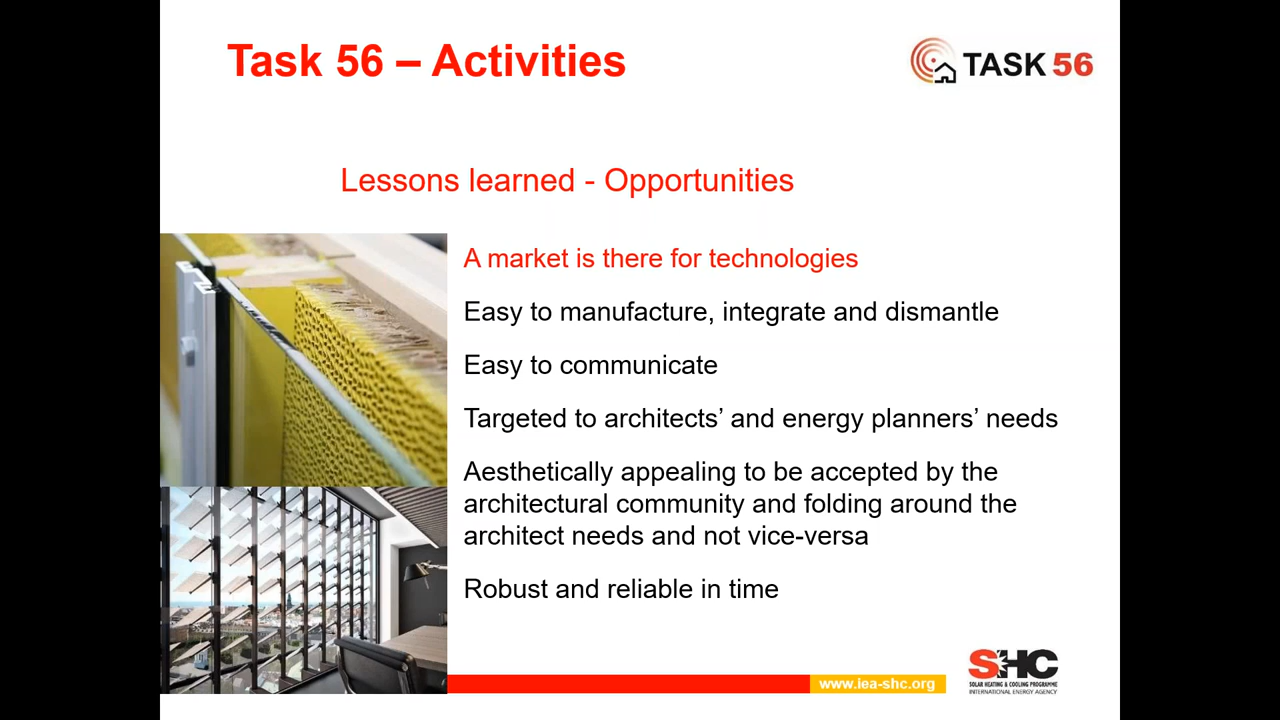 Task 56 – Activities
TASK 56
Lessons learned - Opportunities
A market is there for technologies
Easy to manufacture, integrate and dismantle
Easy to communicate
Targeted to architects’ and energy planners’ needs
Aesthetically appealing to be accepted by the
architectural community and folding around the
architect needs and not vice-versa
Robust and reliable in time
www.iea-shc.org
SHC
SOLAR HEATING & COOLING PROGRAMME
INTERNATIONAL ENERGY AGENCY